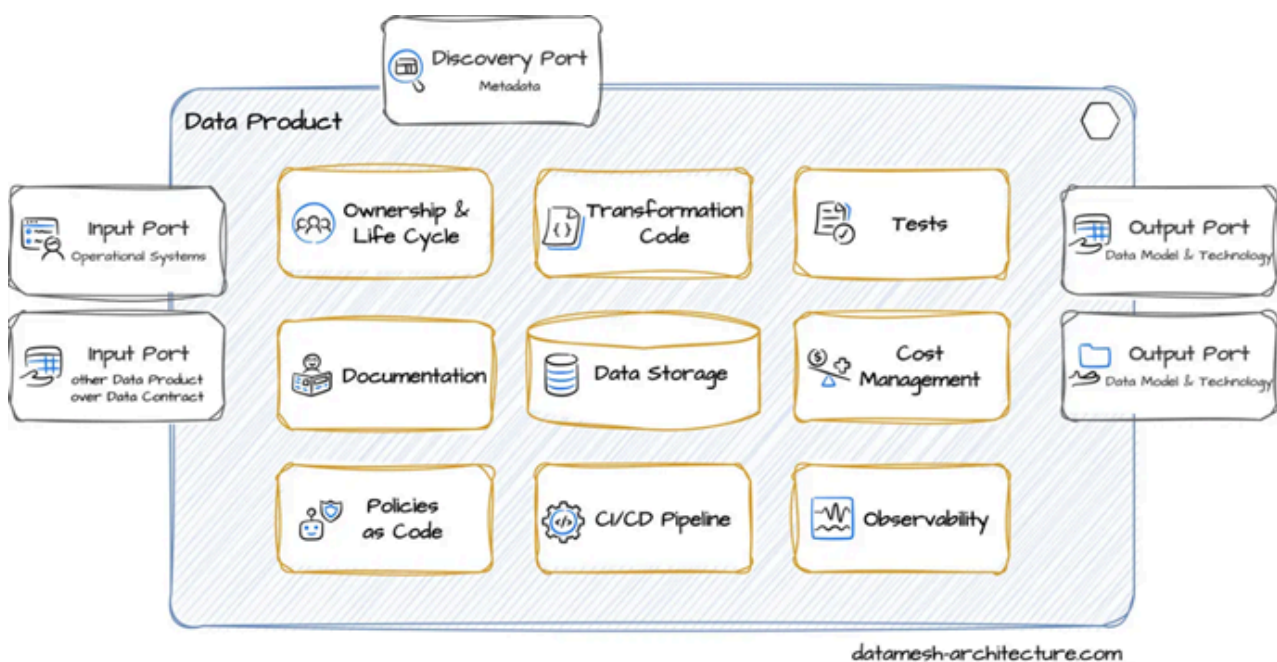 Discovery Port
Metadata
Data Product
Input Port
Operational Systems
Input Port
other Data Product
over Data Contract
Ownership &
Life Cycle
Transformation
Code
{ }
Tests
Documentation
Data Storage
$
Cost
Management
Policies
as Code
</>
CI/CD Pipeline
Observability
Output Port
Data Model & Technology
Output Port
Data Model & Technology
datamesh-architecture.com